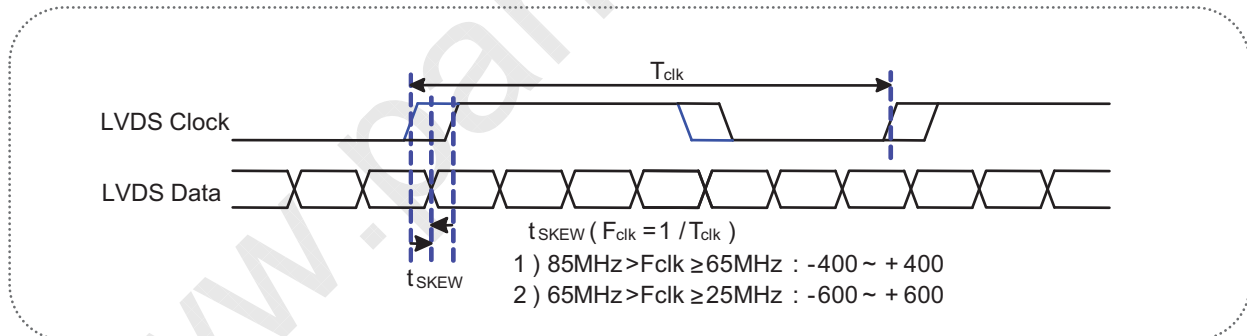 Tclk
LVDS Clock
LVDS Data
tSKEW ( Fclk = 1 / Tclk )
1 ) 85MHz>Fclk ≥65MHz : -400 ~ + 400
2 ) 65MHz>Fclk ≥25MHz : -600 ~ + 600
tSKEW